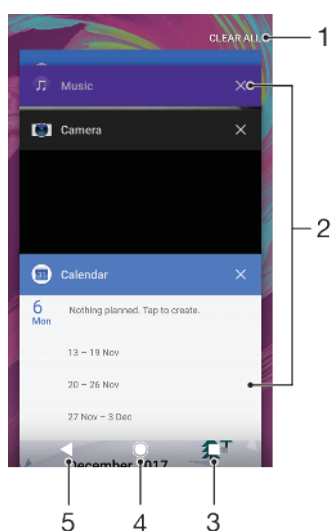 CLEAR ALL
1
Music
Camera
2
Calendar
6
Mon
Nothing planned. Tap to create.
13 – 19 Nov
20 – 26 Nov
27 Nov – 3 Dec
December 2017
5
4
3